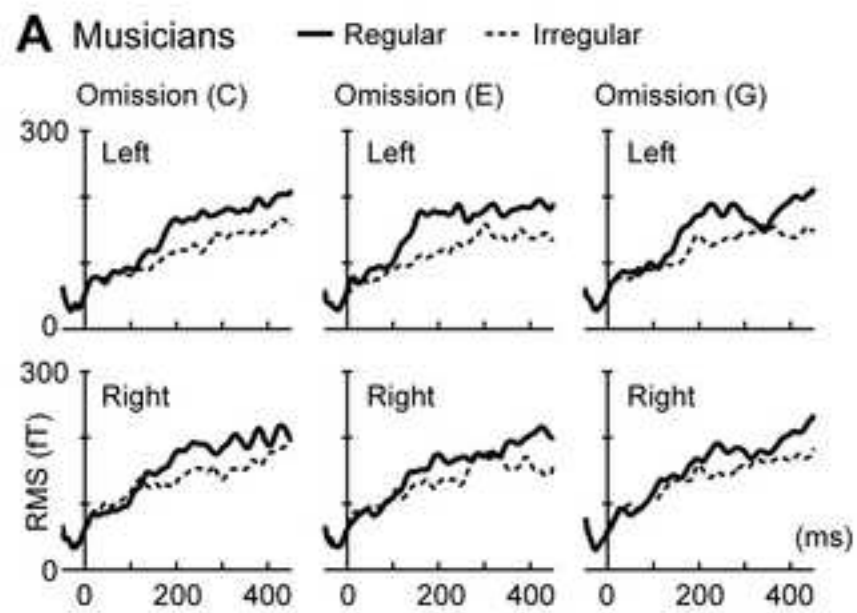 A Musicians Regular Irregular
Omission (C) Omission (E) Omission (G)
300
Left Left Left
0
300
Right Right Right
RMS (fT)
(ms)
0
0 200 400 0 200 400 0 200 400